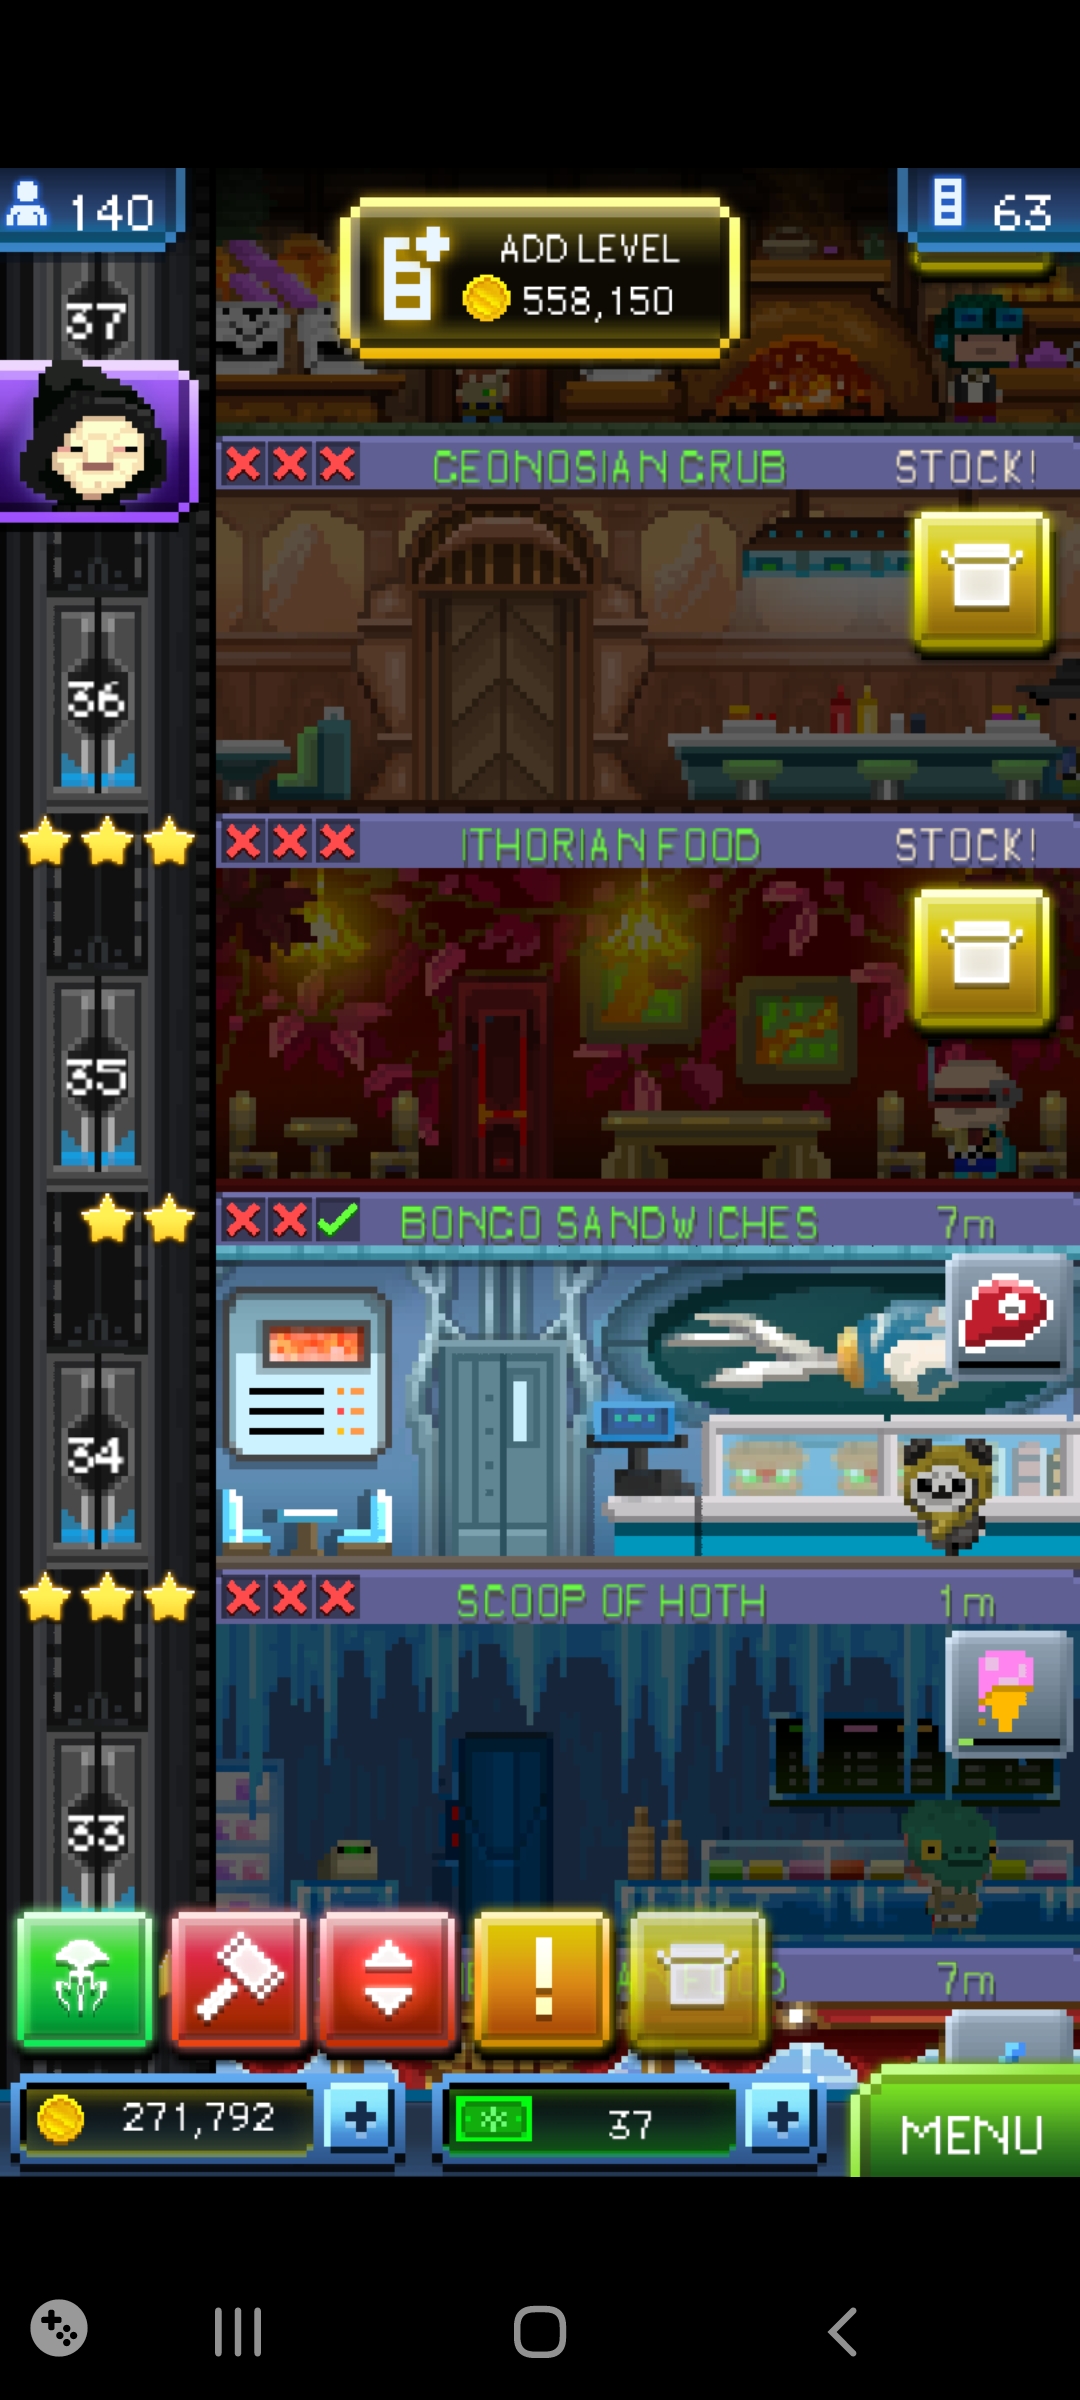 140
63
ADD LEVEL
558,150
37
GEONOSIAN GRUB
STOCK!
36
ITHORIAN FOOD
STOCK!
35
BONGO SANDWICHES
7m
34
SCOOP OF HOTH
1m
33
7m
271,792
37
MENU